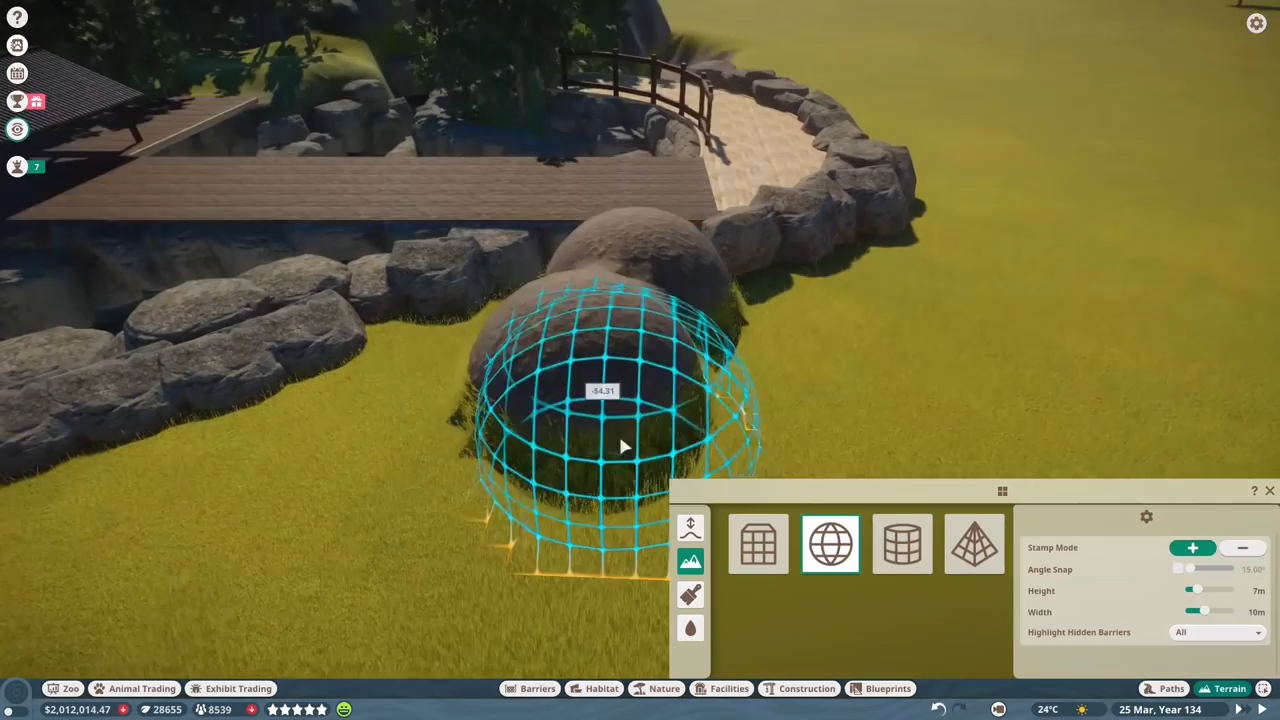 7
-$4.31
?
Stamp Mode
Angle Snap 15.00°
Height 7m
Width 10m
Highlight Hidden Barriers All
Zoo Animal Trading Exhibit Trading Barriers Habitat Nature Facilities Construction Blueprints Paths Terrain
$2,012,014.47 28655 8539 24°C 25 Mar, Year 134